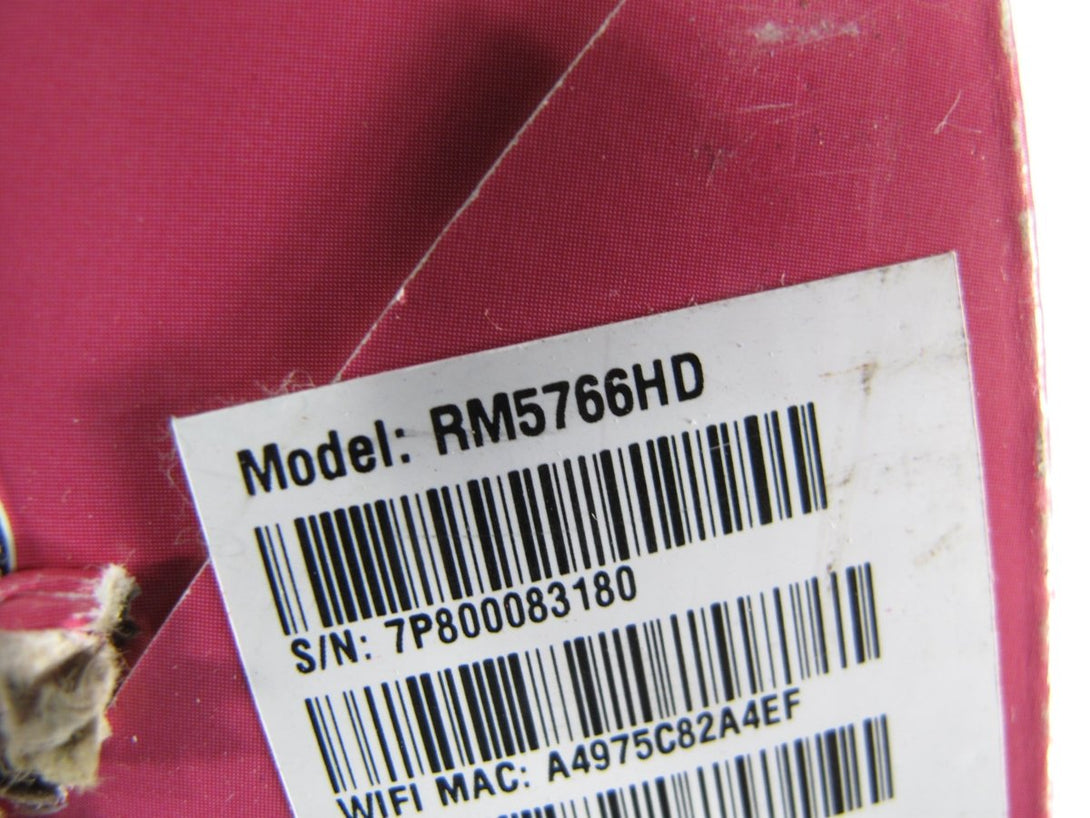 Model: RM5766HD
S/N: 7P800083180
WIFI MAC: A4975C82A4EF